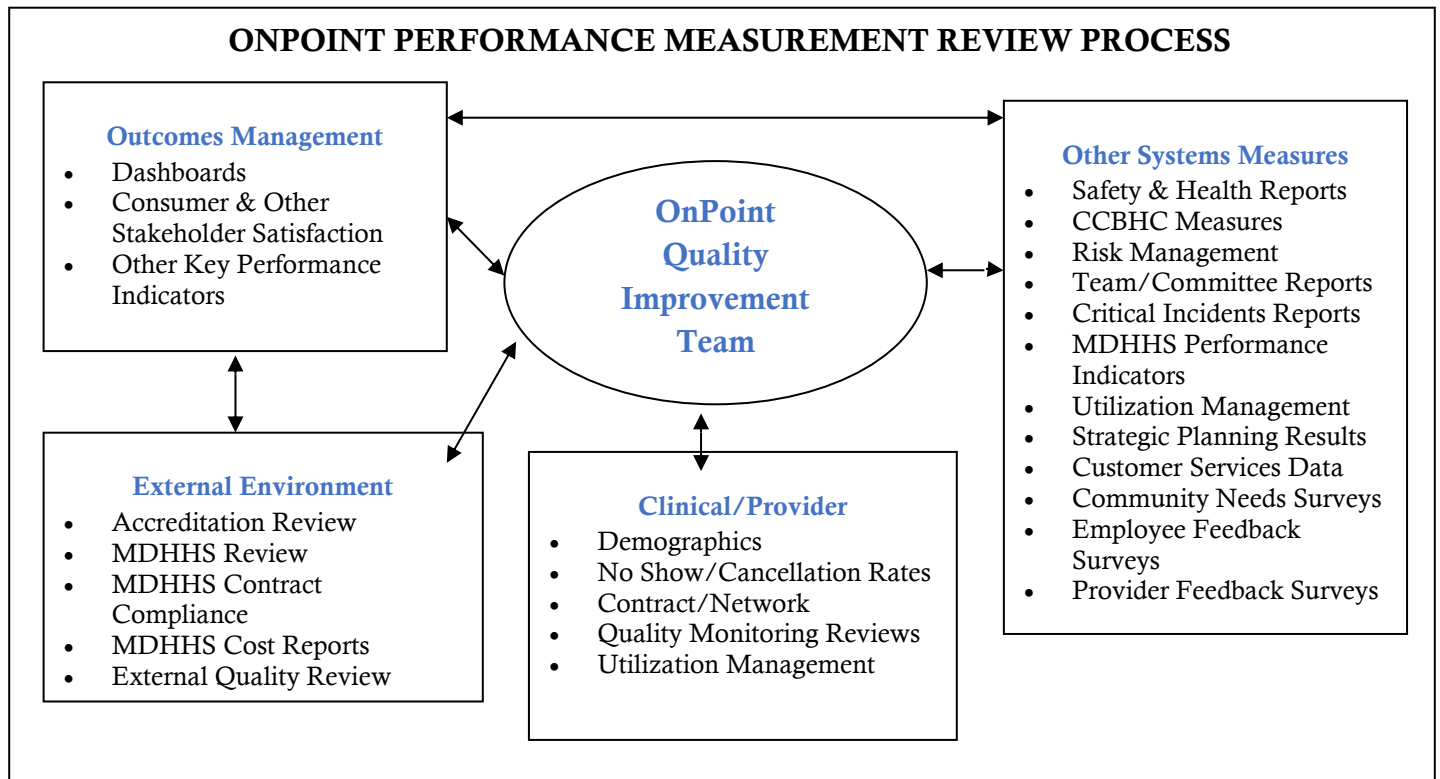 ONPOINT PERFORMANCE MEASUREMENT REVIEW PROCESS
Outcomes Management
• Dashboards
• Consumer & Other
Stakeholder Satisfaction
• Other Key Performance
Indicators
OnPoint
Quality
Improvement
Team
Other Systems Measures
• Safety & Health Reports
• CCBHC Measures
• Risk Management
• Team/Committee Reports
• Critical Incidents Reports
• MDHHS Performance
Indicators
• Utilization Management
• Strategic Planning Results
• Customer Services Data
• Community Needs Surveys
• Employee Feedback
Surveys
• Provider Feedback Surveys
External Environment
• Accreditation Review
• MDHHS Review
• MDHHS Contract
Compliance
• MDHHS Cost Reports
• External Quality Review
Clinical/Provider
• Demographics
• No Show/Cancellation Rates
• Contract/Network
• Quality Monitoring Reviews
• Utilization Management